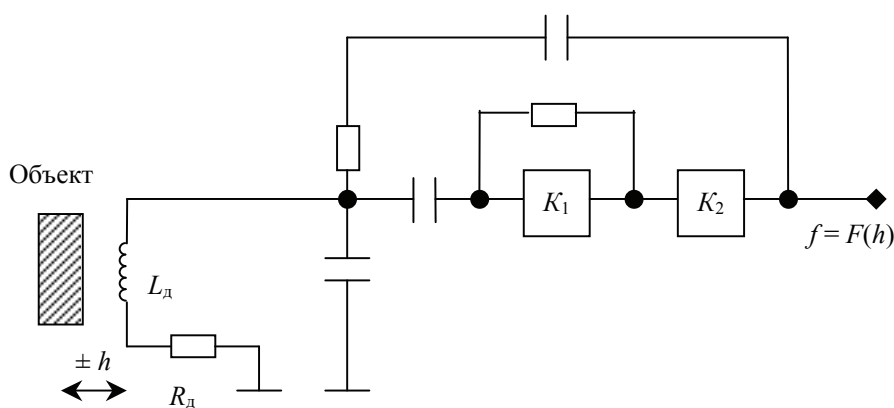 Объект
K₁
K₂
f = F(h)
Lд
± h
Rд